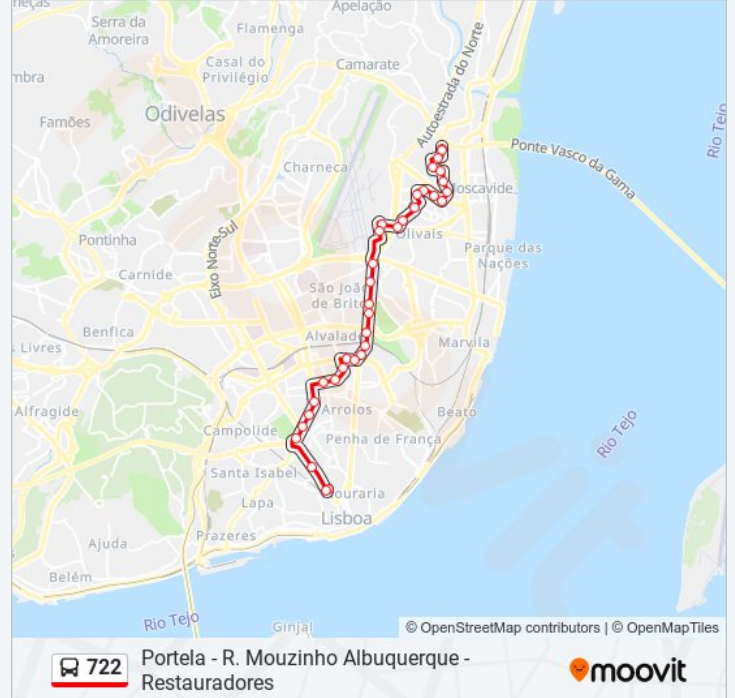 neças
Apelação
Serra da
Amoreira
Flamenga
Casal do
Privilégio
Camarate
mbra
Odivelas
Famões
Autoestrada do Norte
Rio Tejo
Ponte Vasco da Gama
Charneca
Moscavide
Pontinha
Eixo Norte-Sul
Olivais
Parque das
Nações
Carnide
São João
de Brito
Benfica
Alvalade
Marvila
s Livres
Alfragide
Arroios
Beato
Campolide
Penha de França
Rio Tejo
Santa Isabel
Mouraria
Lapa
Lisboa
Ajuda
Prazeres
Belém
Rio Tejo
Ginjal
© OpenStreetMap contributors | © OpenMapTiles
722
Portela - R. Mouzinho Albuquerque -
Restauradores
moovit